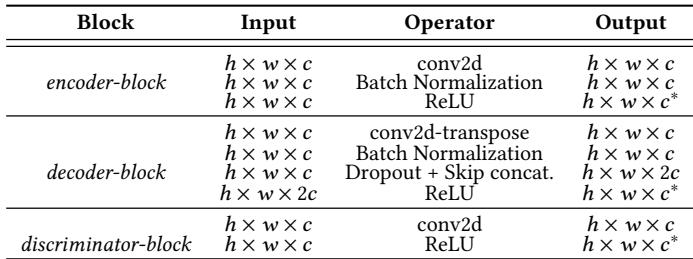 Block Input Operator Output
h × w × c conv2d h × w × c
encoder-block h × w × c Batch Normalization h × w × c
h × w × c ReLU h × w × c*
h × w × c conv2d-transpose h × w × c
h × w × c Batch Normalization h × w × c
decoder-block h × w × c Dropout + Skip concat. h × w × 2c
h × w × 2c ReLU h × w × c*
h × w × c conv2d h × w × c
discriminator-block h × w × c ReLU h × w × c*